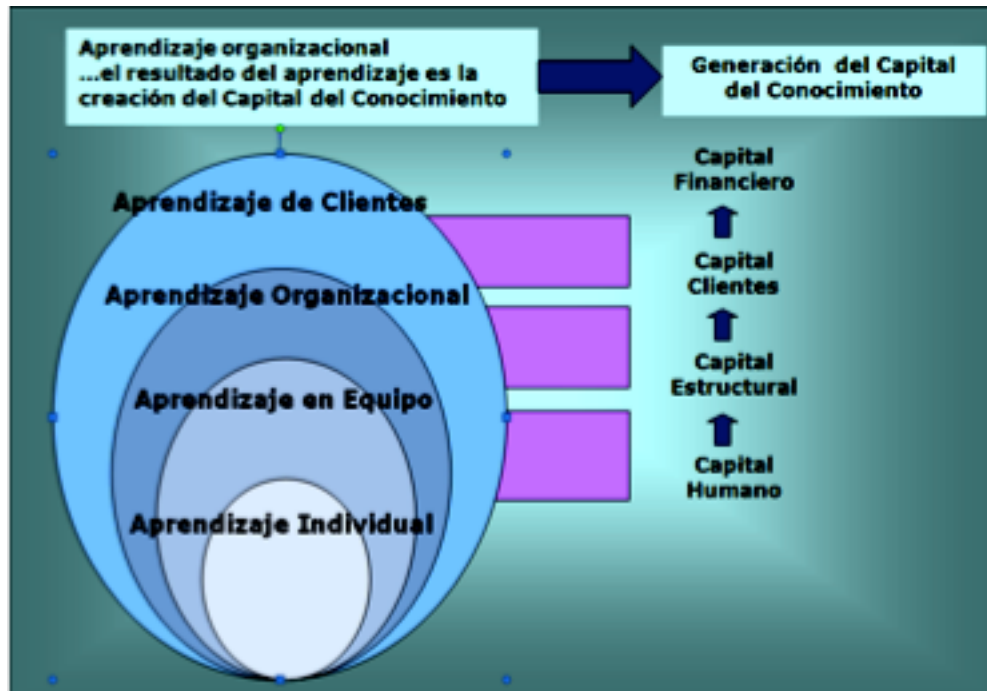 Aprendizaje organizacional
...el resultado del aprendizaje es la
creación del Capital del Conocimiento
Generación del Capital
del Conocimiento
Aprendizaje de Clientes
Aprendizaje Organizacional
Aprendizaje en Equipo
Aprendizaje Individual
Capital
Financiero
Capital
Clientes
Capital
Estructural
Capital
Humano